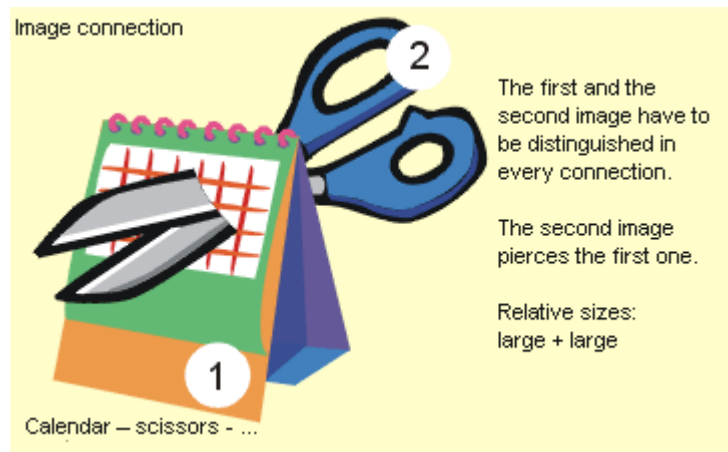 Image connection
2
The first and the
second image have to
be distinguished in
every connection.
The second image
pierces the first one.
Relative sizes:
large + large
1
Calendar – scissors - ...